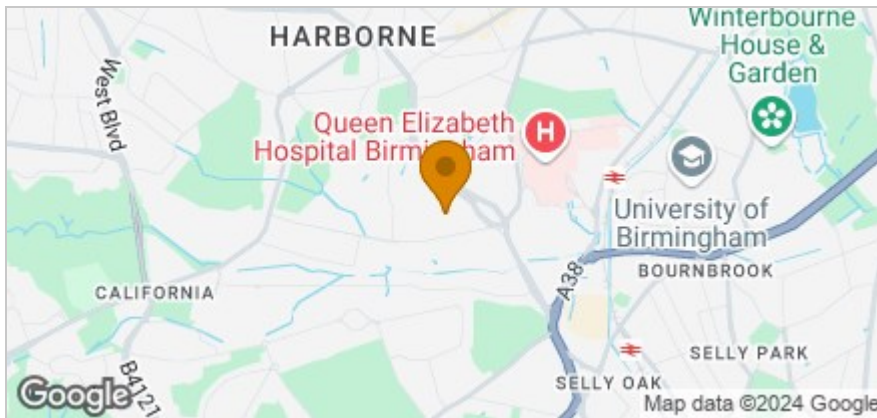 HARBORNE
Winterbourne
House &
Garden
West Blvd
Queen Elizabeth
Hospital Birmingham
University of
Birmingham
A38
BOURNBROOK
CALIFORNIA
B4121
SELLY PARK
SELLY OAK
Google
Map data ©2024 Google